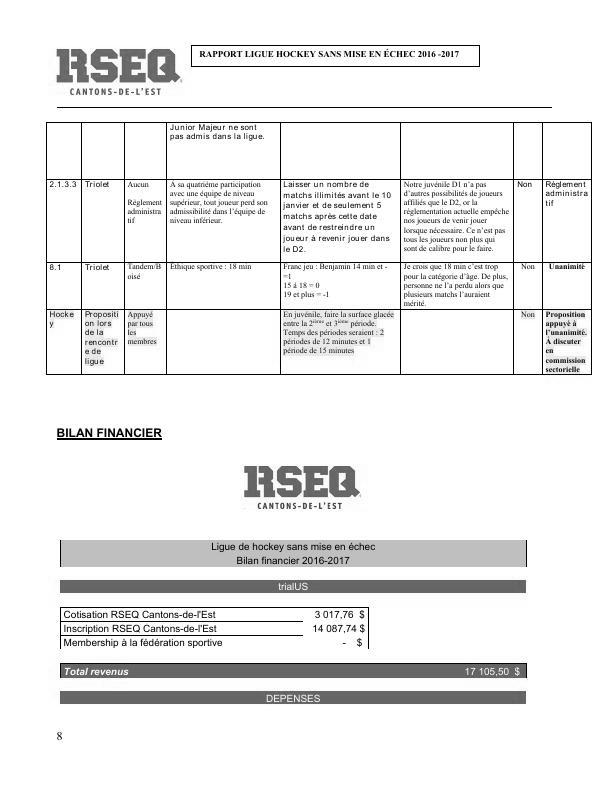 RSEQ
CANTONS-DE-L'EST
RAPPORT LIGUE HOCKEY SANS MISE EN ÉCHEC 2016 -2017
Junior Majeur ne sont
pas admis dans la ligue.
2.1.3.3
Triolet
Aucun
Règlement
administra
tif
A sa quatrième participation
avec une équipe de niveau
supérieur, tout joueur perd son
admissibilité dans l'équipe de
niveau inférieur.
Laisser un nombre de
matchs illimités avant le 10
janvier et de seulement 5
matchs après cette date
avant de restreindre un
joueur à revenir jouer dans
le D2.
Notre juvénile D1 n'a pas
d'autres possibilités de joueurs
affiliés que le D2, or la
règlementation actuelle empêche
nos joueurs de venir jouer
lorsque nécessaire. Ce n'est pas
tous les joueurs non plus qui
sont de calibre pour le faire.
Non
Règlement
administra
tif
8.1
Triolet
Tandem/B
oisé
Éthique sportive : 18 min
Franc jeu : Benjamin 14 min et -
=1
15 à 18 = 0
19 et plus = -1
Je crois que 18 min c'est trop
pour la catégorie d'âge. De plus,
personne ne l'a perdu alors que
plusieurs matchs l'auraient
mérité.
Non
Unanimité
Hocke
y
Propositi
on lors
de la
rencontr
e de
ligue
Appuyé
par tous
les
membres
En juvénile, faire la surface glacée
entre la 2ième et 3ième période.
Temps des périodes seraient : 2
périodes de 12 minutes et 1
période de 15 minutes
Non
Proposition
appuyé à
l'unanimité.
À discuter
en
commission
sectorielle
BILAN FINANCIER
RSEQ
CANTONS-DE-L'EST
Ligue de hockey sans mise en échec
Bilan financier 2016-2017
trialUS
Cotisation RSEQ Cantons-de-l'Est 3 017,76 $
Inscription RSEQ Cantons-de-l'Est 14 087,74 $
Membership à la fédération sportive - $
Total revenus 17 105,50 $
DEPENSES
8